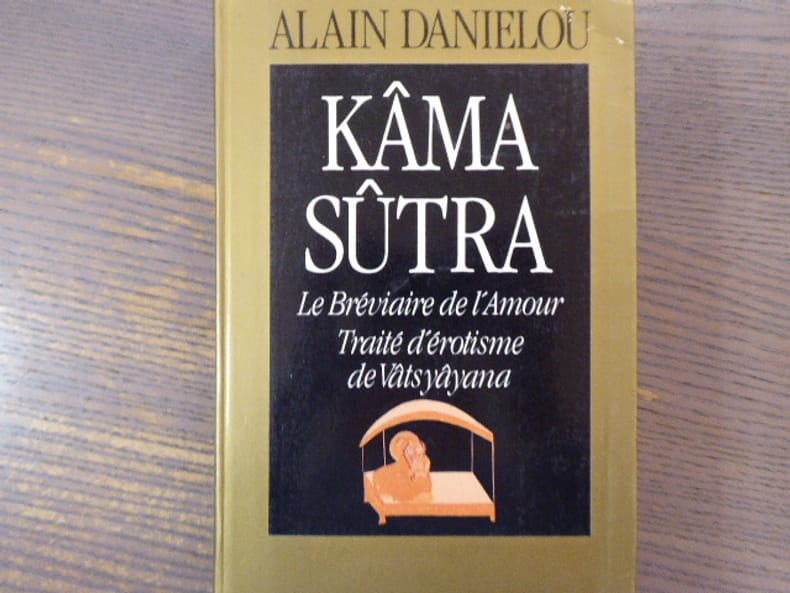 ALAIN DANIELOU
KÂMA
SÛTRA
Le Bréviaire de l'Amour
Traité d'érotisme
de Vâtsyâyana